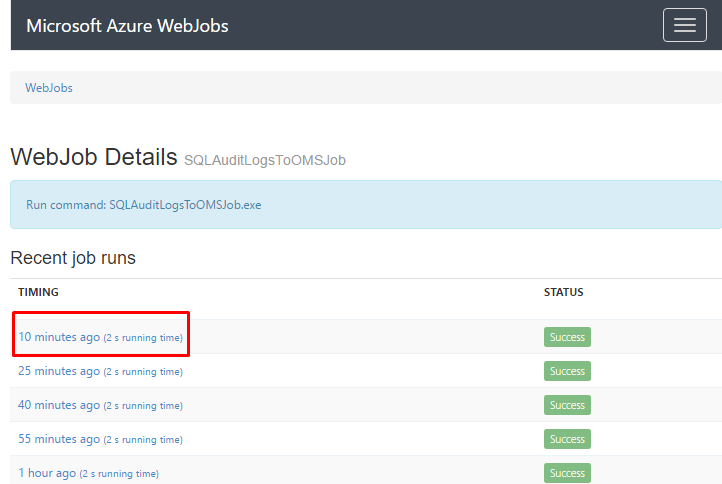 Microsoft Azure WebJobs
WebJobs
WebJob Details SQLAuditLogsToOMSJob
Run command: SQLAuditLogsToOMSJob.exe
Recent job runs
TIMING STATUS
10 minutes ago (2 s running time) Success
25 minutes ago (2 s running time) Success
40 minutes ago (2 s running time) Success
55 minutes ago (2 s running time) Success
1 hour ago (2 s running time) Success